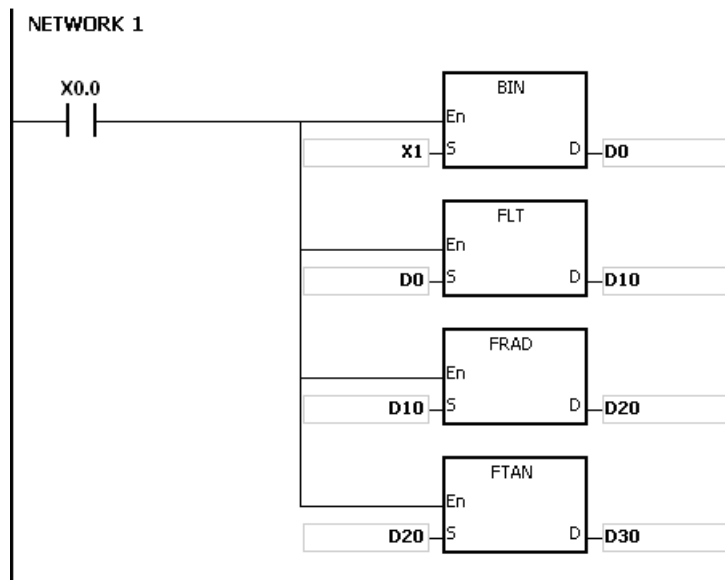 NETWORK 1
X0.0
BIN
En
X1 S D D0
FLT
En
D0 S D D10
FRAD
En
D10 S D D20
FTAN
En
D20 S D D30